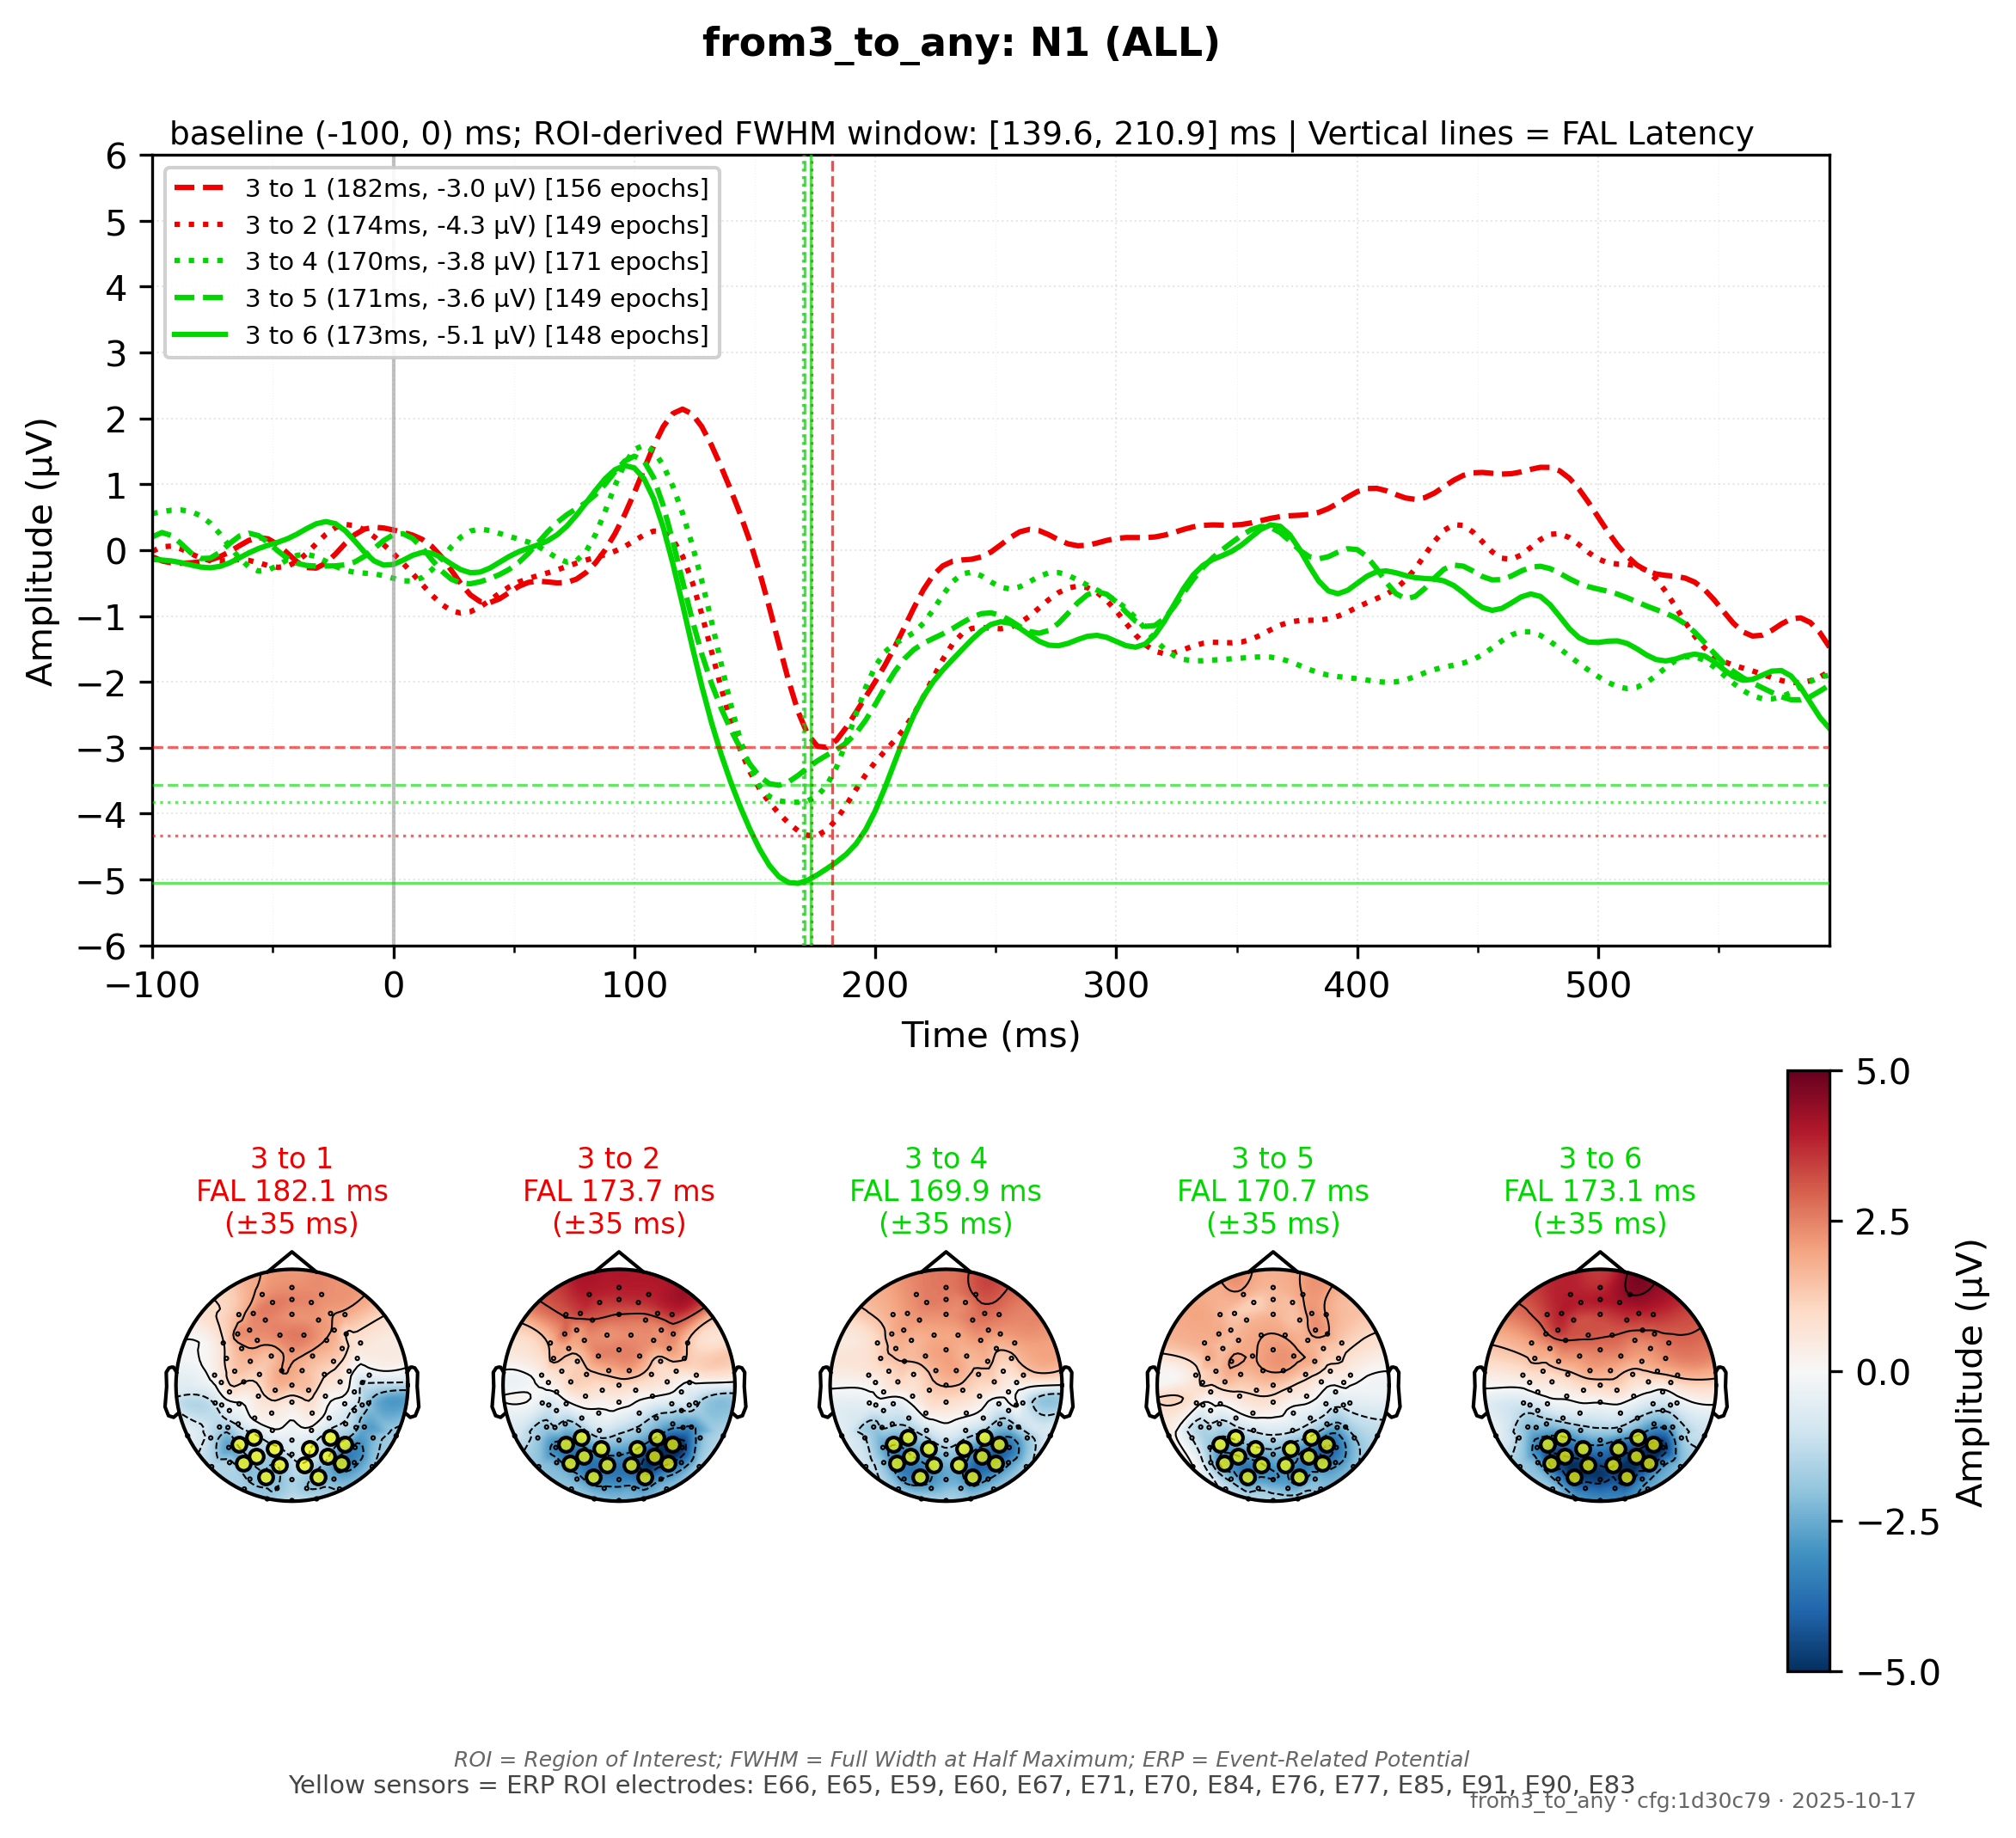 from3_to_any: N1 (ALL)
baseline (-100, 0) ms; ROI-derived FWHM window: [139.6, 210.9] ms | Vertical lines = FAL Latency
3 to 1 (182ms, -3.0 µV) [156 epochs]
3 to 2 (174ms, -4.3 µV) [149 epochs]
3 to 4 (170ms, -3.8 µV) [171 epochs]
3 to 5 (171ms, -3.6 µV) [149 epochs]
3 to 6 (173ms, -5.1 µV) [148 epochs]
Amplitude (µV)
6
5
4
3
2
1
0
−1
−2
−3
−4
−5
−6
−100 0 100 200 300 400 500
Time (ms)
3 to 1
FAL 182.1 ms
(±35 ms)
3 to 2
FAL 173.7 ms
(±35 ms)
3 to 4
FAL 169.9 ms
(±35 ms)
3 to 5
FAL 170.7 ms
(±35 ms)
3 to 6
FAL 173.1 ms
(±35 ms)
5.0
2.5
0.0
−2.5
−5.0
Amplitude (µV)
ROI = Region of Interest; FWHM = Full Width at Half Maximum; ERP = Event-Related Potential
Yellow sensors = ERP ROI electrodes: E66, E65, E59, E60, E67, E71, E70, E84, E76, E77, E85, E91, E90, E83
from3_to_any · cfg:1d30c79 · 2025-10-17